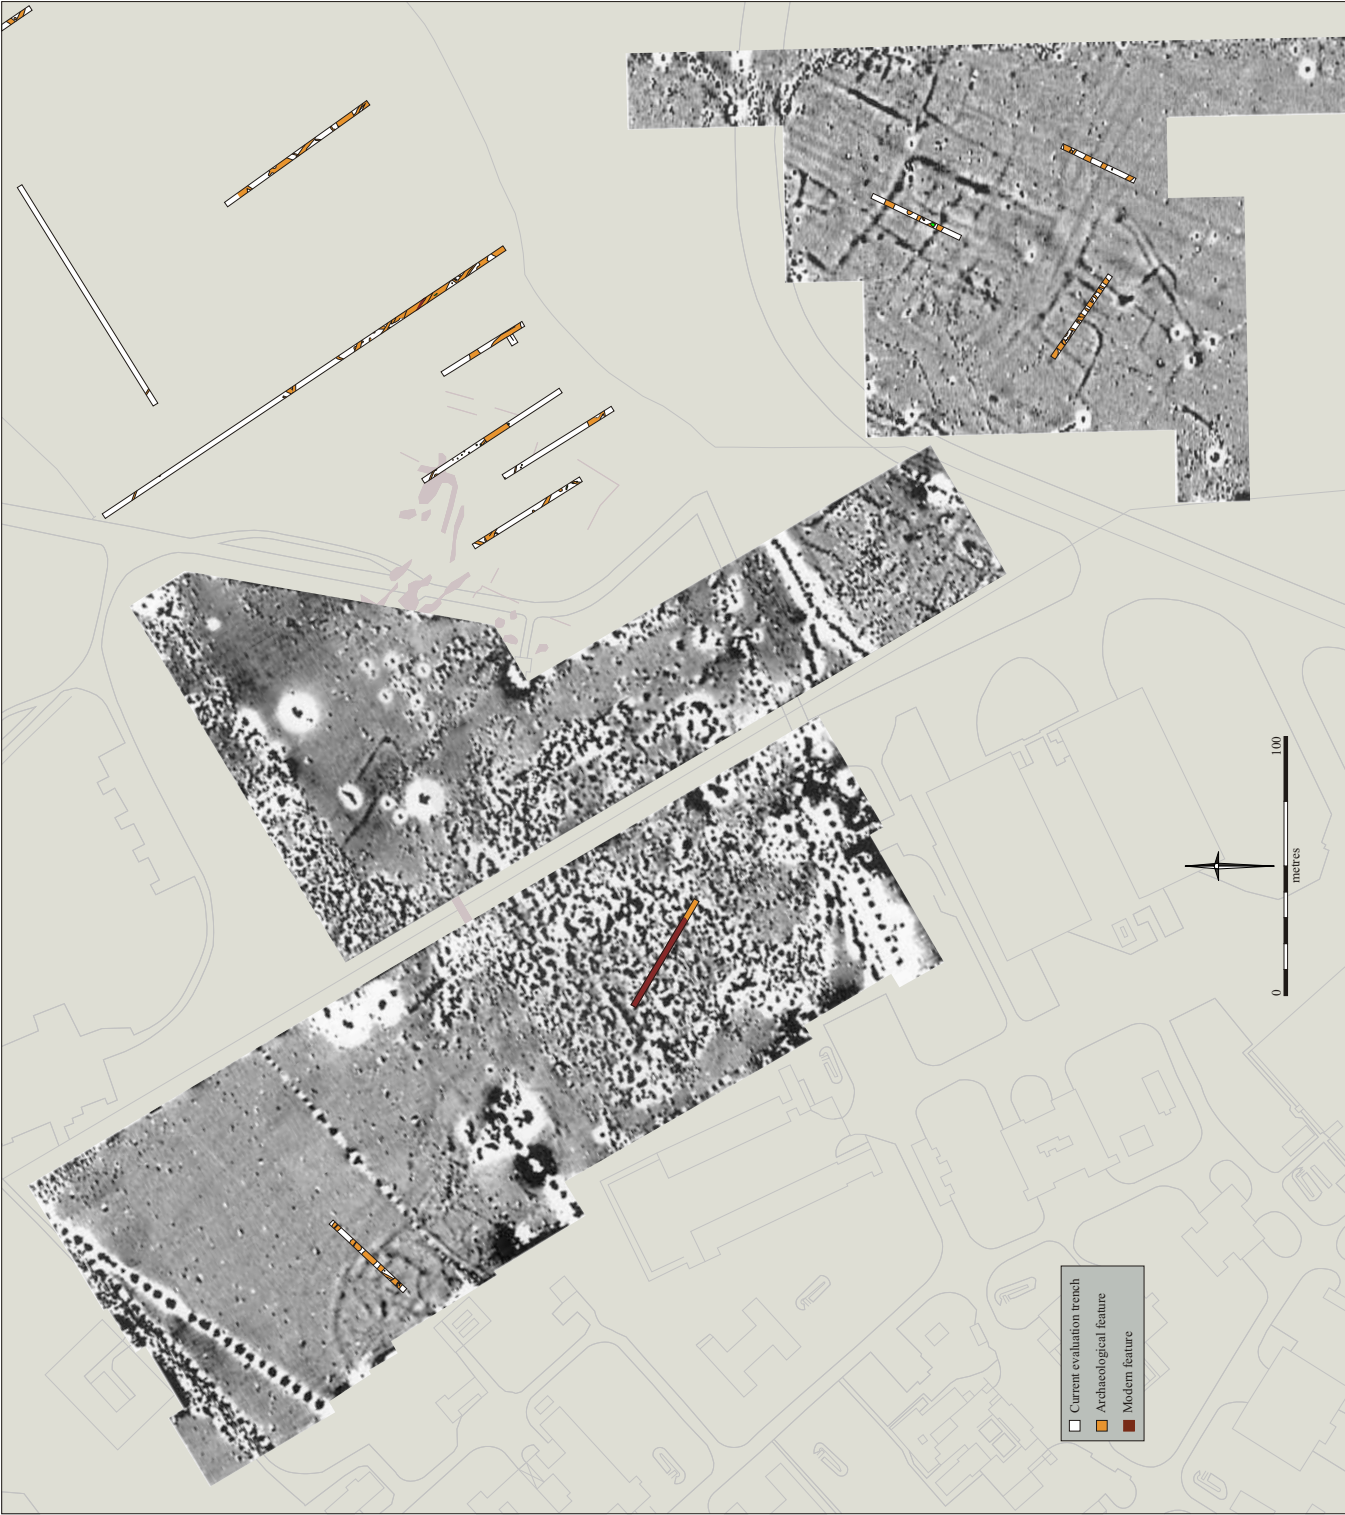 Current evaluation trench
Archaeological feature
Modern feature
0
100
metres